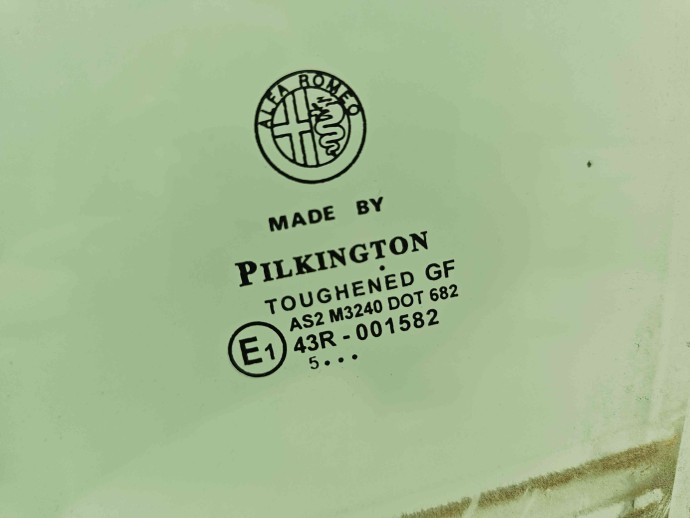 ALFA ROMEO
MADE BY
PILKINGTON
TOUGHENED GF
AS2 M3240 DOT 682
E1 43R - 001582
5...